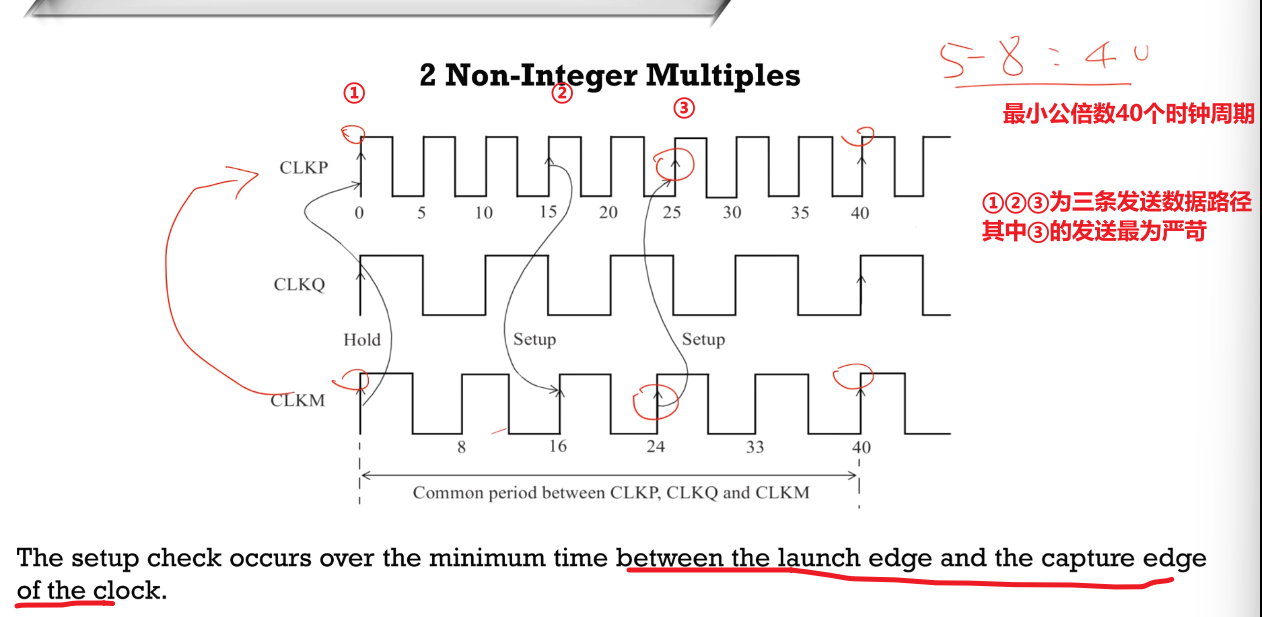 5-8:40
2 Non-Integer Multiples
①
②
③
最小公倍数40个时钟周期
CLKP
0 5 10 15 20 25 30 35 40
①②③为三条发送数据路径
其中③的发送最为严苛
CLKQ
Hold Setup Setup
CLKM
8 16 24 33 40
Common period between CLKP, CLKQ and CLKM
The setup check occurs over the minimum time between the launch edge and the capture edge
of the clock.